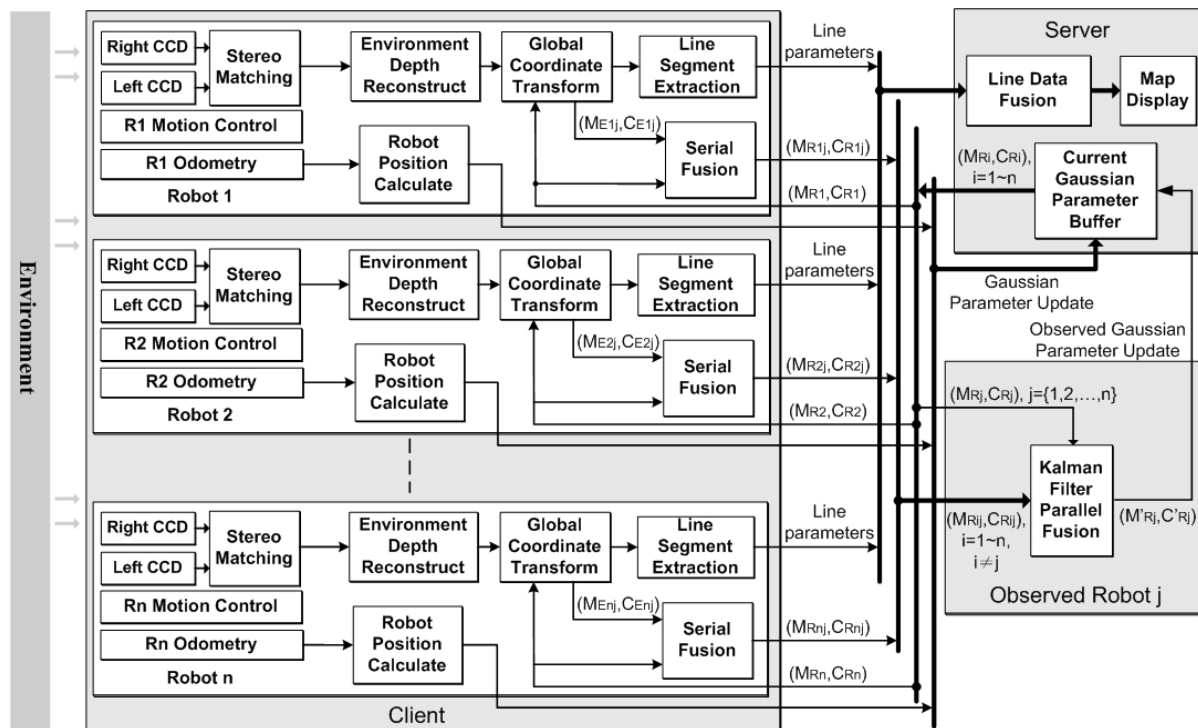 Environment
Right CCD
Left CCD
Stereo
Matching
Environment
Depth
Reconstruct
Global
Coordinate
Transform
Line
Segment
Extraction
R1 Motion Control
R1 Odometry
Robot
Position
Calculate
(ME1j,CE1j)
Serial
Fusion
Robot 1
Line
parameters
(MR1j,CR1j)
(MR1,CR1)
Right CCD
Left CCD
Stereo
Matching
Environment
Depth
Reconstruct
Global
Coordinate
Transform
Line
Segment
Extraction
R2 Motion Control
R2 Odometry
Robot
Position
Calculate
(ME2j,CE2j)
Serial
Fusion
Robot 2
Line
parameters
(MR2j,CR2j)
(MR2,CR2)
Right CCD
Left CCD
Stereo
Matching
Environment
Depth
Reconstruct
Global
Coordinate
Transform
Line
Segment
Extraction
Rn Motion Control
Rn Odometry
Robot
Position
Calculate
(MEnj,CEnj)
Serial
Fusion
Robot n
Line
parameters
(MRnj,CRnj)
(MRn,CRn)
Client
Server
Line Data
Fusion
Map
Display
(MRi,CRi),
i=1~n
Current
Gaussian
Parameter
Buffer
Gaussian
Parameter Update
Observed Gaussian
Parameter Update
(MRj,CRj), j={1,2,...,n}
Kalman
Filter
Parallel
Fusion
(MRij,CRij),
i=1~n,
i≠j
(M'Rj,C'Rj)
Observed Robot j